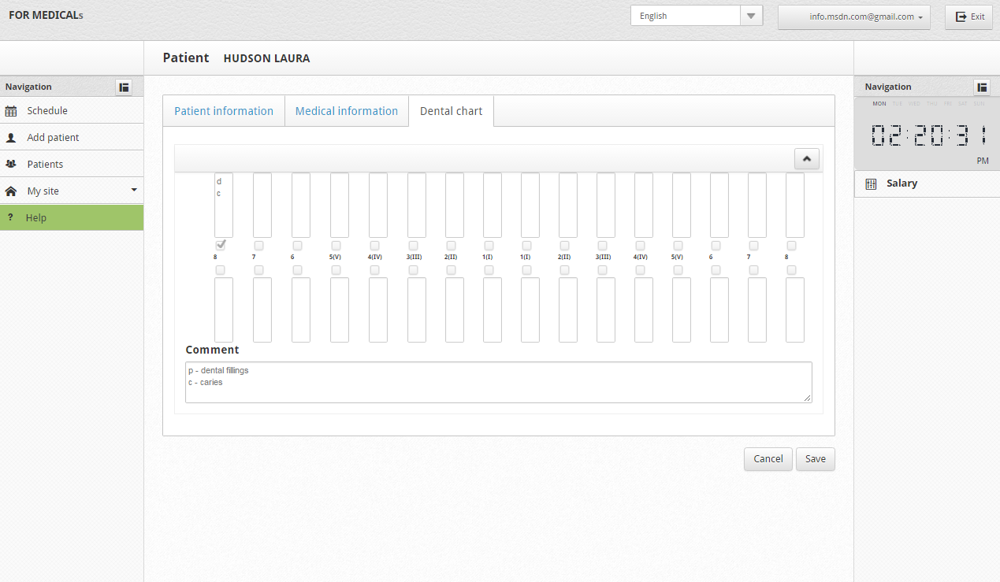 FOR MEDICALs
English
info.msdn.com@gmail.com
Exit
Patient HUDSON LAURA
Navigation
Schedule
Add patient
Patients
My site
? Help
Patient information
Medical information
Dental chart
d
c
8 7 6 5(V) 4(IV) 3(III) 2(II) 1(I) 1(I) 2(II) 3(III) 4(IV) 5(V) 6 7 8
Comment
p - dental fillings
c - caries
Cancel
Save
Navigation
MON TUE WED THU FRI SAT SUN
02:20:31
PM
Salary